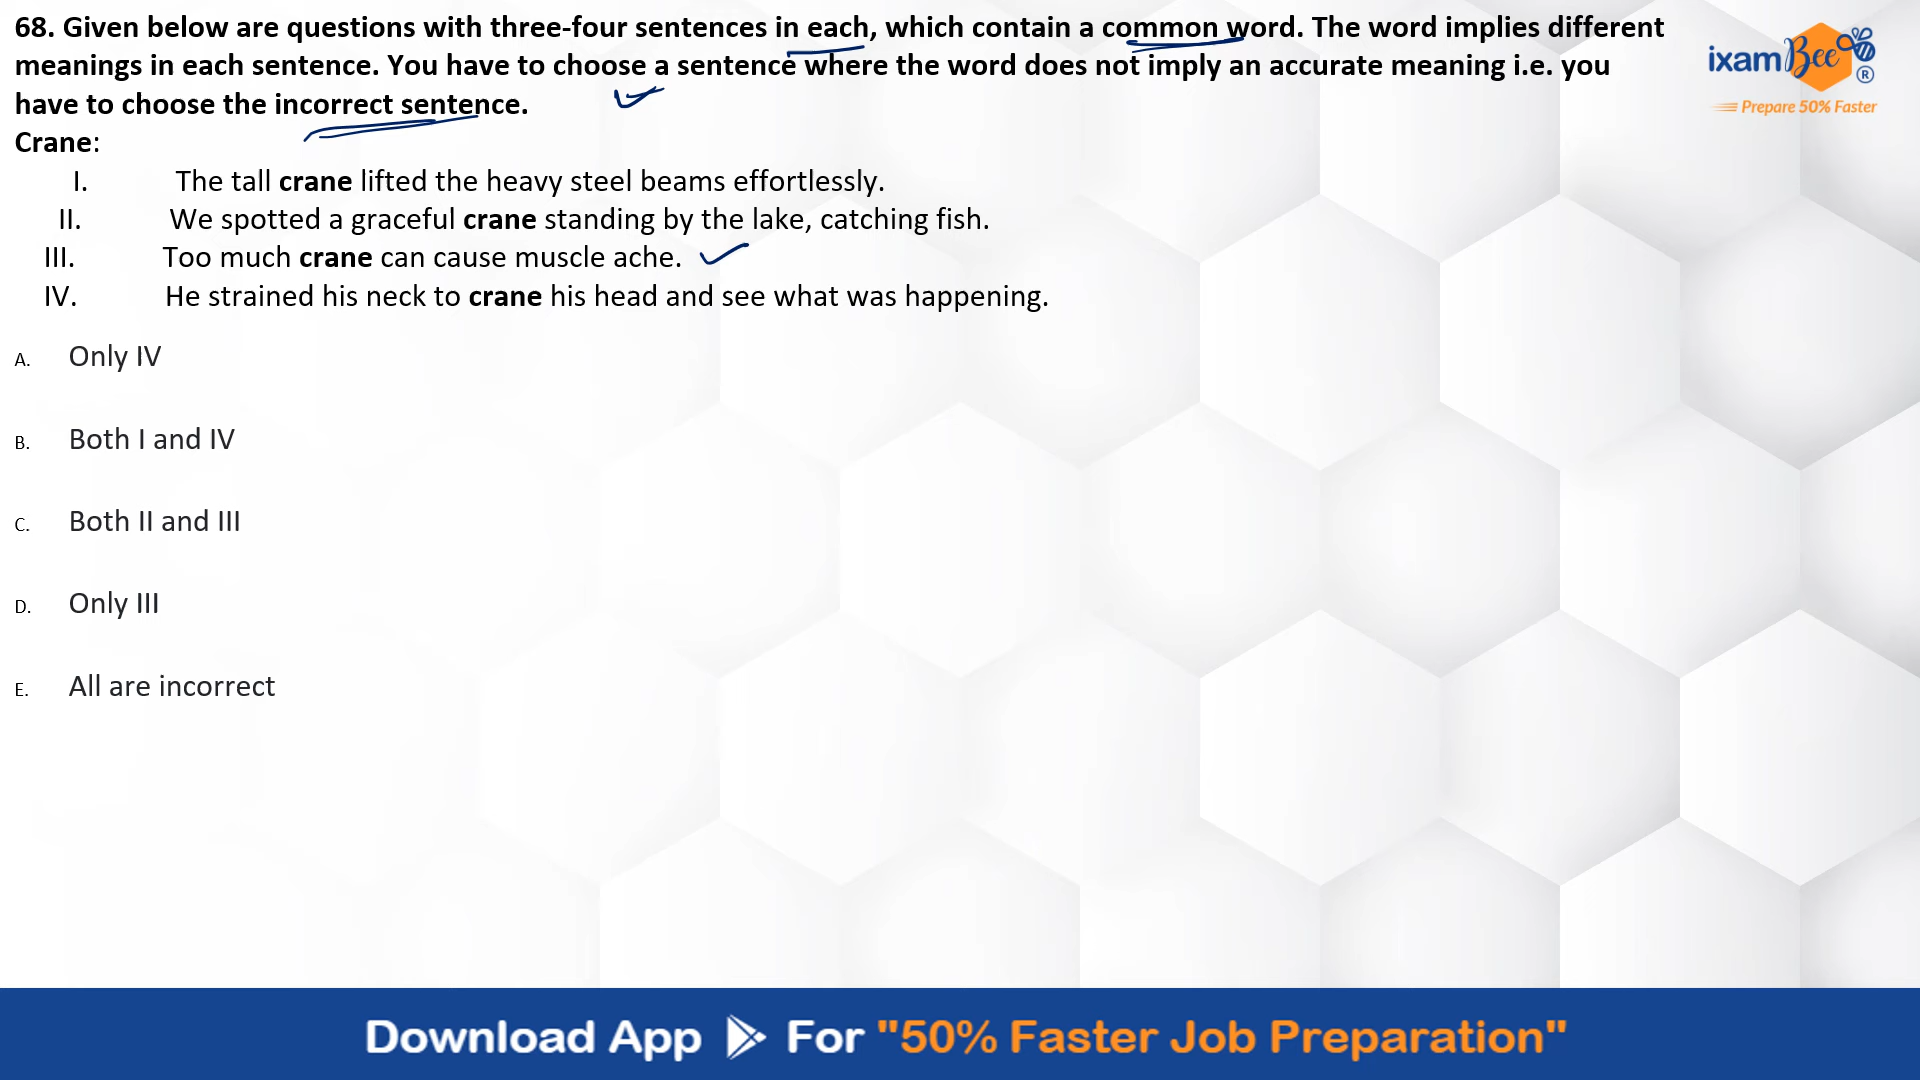 68. Given below are questions with three-four sentences in each, which contain a common word. The word implies different
meanings in each sentence. You have to choose a sentence where the word does not imply an accurate meaning i.e. you
have to choose the incorrect sentence.
Crane:
I. The tall crane lifted the heavy steel beams effortlessly.
II. We spotted a graceful crane standing by the lake, catching fish.
III. Too much crane can cause muscle ache.
IV. He strained his neck to crane his head and see what was happening.
A. Only IV
B. Both I and IV
C. Both II and III
D. Only III
E. All are incorrect
ixamBee®
Prepare 50% Faster
Download App For "50% Faster Job Preparation"